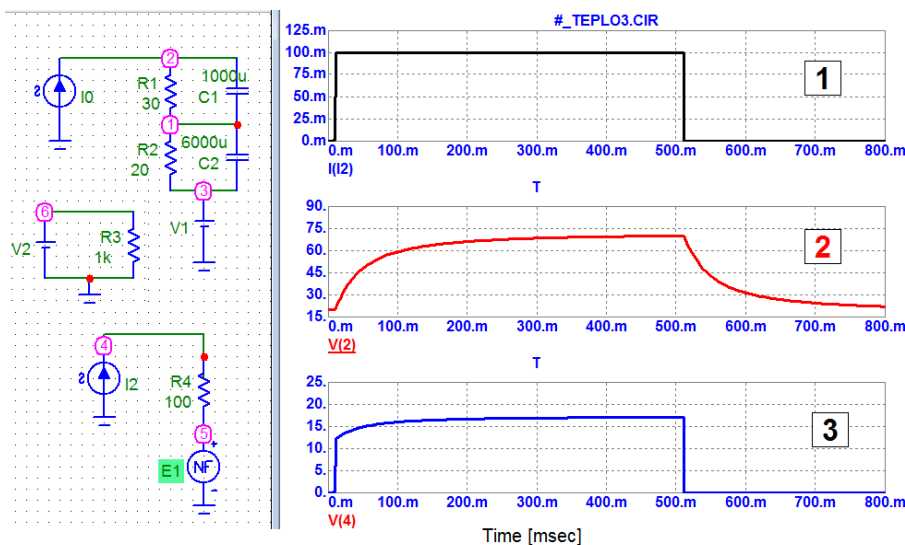 2
1000u
R1
C1
30
I0
1
6000u
R2
C2
20
3
6
V1
V2
R3
1k
4
I2
R4
100
5
+
E1
NF
-
#_TEPLO3.CIR
125.m
100.m
75.m
50.m
25.m
0.m
1
0.m 100.m 200.m 300.m 400.m 500.m 600.m 700.m 800.m
I(I2)
T
90.
75.
60.
45.
30.
15.
2
0.m 100.m 200.m 300.m 400.m 500.m 600.m 700.m 800.m
V(2)
T
25.
20.
15.
10.
5.
0.
3
0.m 100.m 200.m 300.m 400.m 500.m 600.m 700.m 800.m
V(4)
Time [msec]